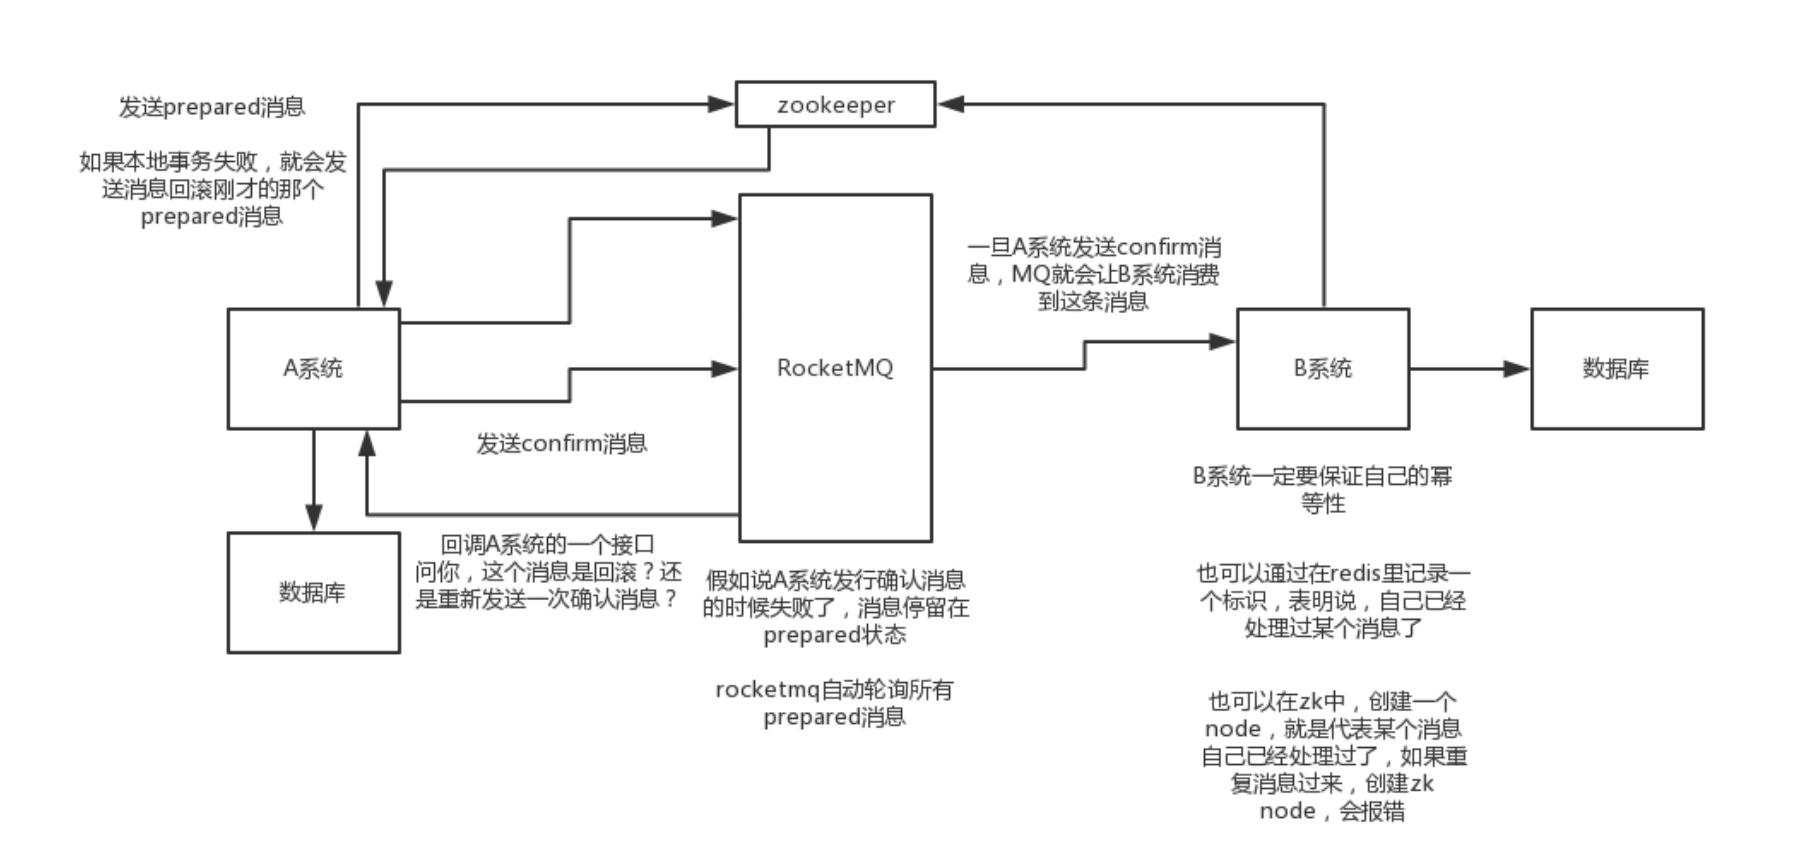 发送prepared消息
如果本地事务失败，就会发
送消息回滚刚才的那个
prepared消息
zookeeper
一旦A系统发送confirm消
息，MQ就会让B系统消费
到这条消息
A系统
RocketMQ
B系统
数据库
发送confirm消息
B系统一定要保证自己的幂
等性
数据库
回调A系统的一个接口
问你，这个消息是回滚？还
是重新发送一次确认消息？
假如说A系统发行确认消息
的时候失败了，消息停留在
prepared状态
rocketmq自动轮询所有
prepared消息
也可以通过在redis里记录一
个标识，表明说，自己已经
处理过某个消息了
也可以在zk中，创建一个
node，就是代表某个消息
自己已经处理过了，如果重
复消息过来，创建zk
node，会报错